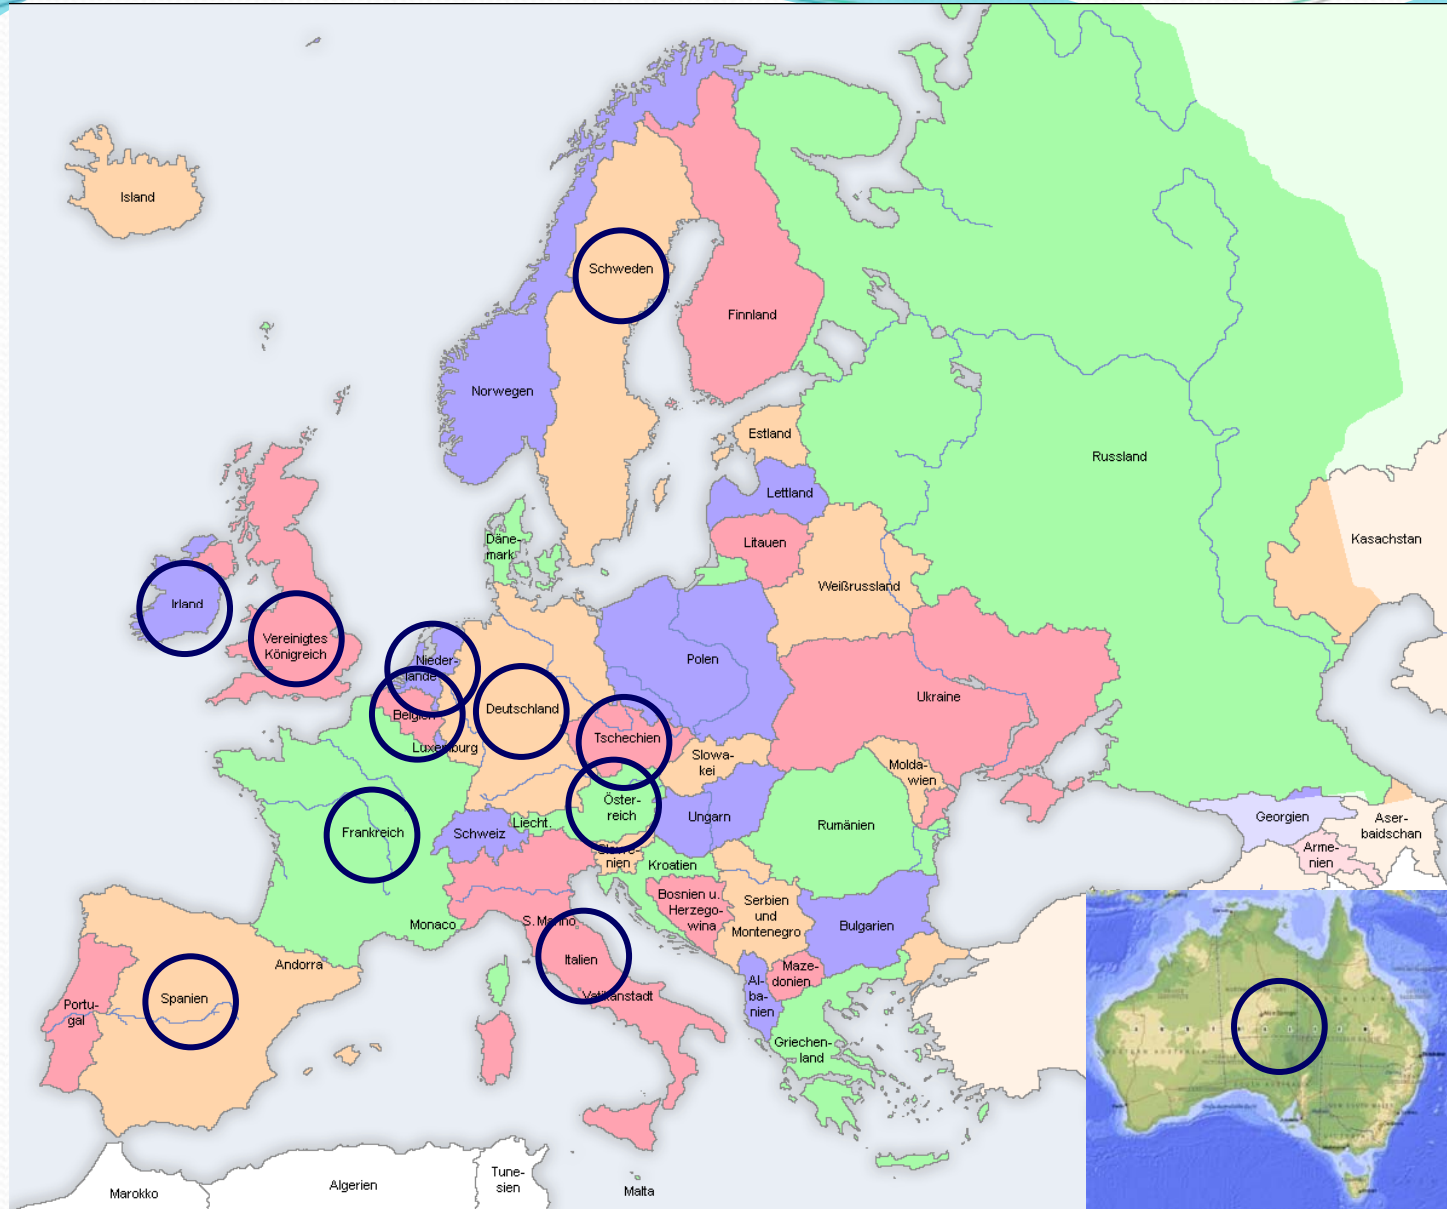 Island
Schweden
Finnland
Norwegen
Estland
Russland
Lettland
Däne-
mark
Litauen
Kasachstan
Weißrussland
Irland
Vereinigtes
Königreich
Nieder-
lande
Polen
Ukraine
Belgien
Deutschland
Tschechien
Luxemburg
Slowa-
kei
Molda-
wien
Öster-
reich
Liecht.
Frankreich
Schweiz
Ungarn
Rumänien
Georgien
Aser-
baidschan
Arme-
nien
Slowe-
nien
Kroatien
Bosnien u.
Herzego-
wina
Serbien
und
Montenegro
Monaco
S. Marino
Bulgarien
Andorra
Italien
Maze-
donien
Spanien
Portu-
gal
Vatikanstadt
Al-
ba-
nien
Griechen-
land
Alice Springs
Tune-
sien
Marokko
Algerien
Malta